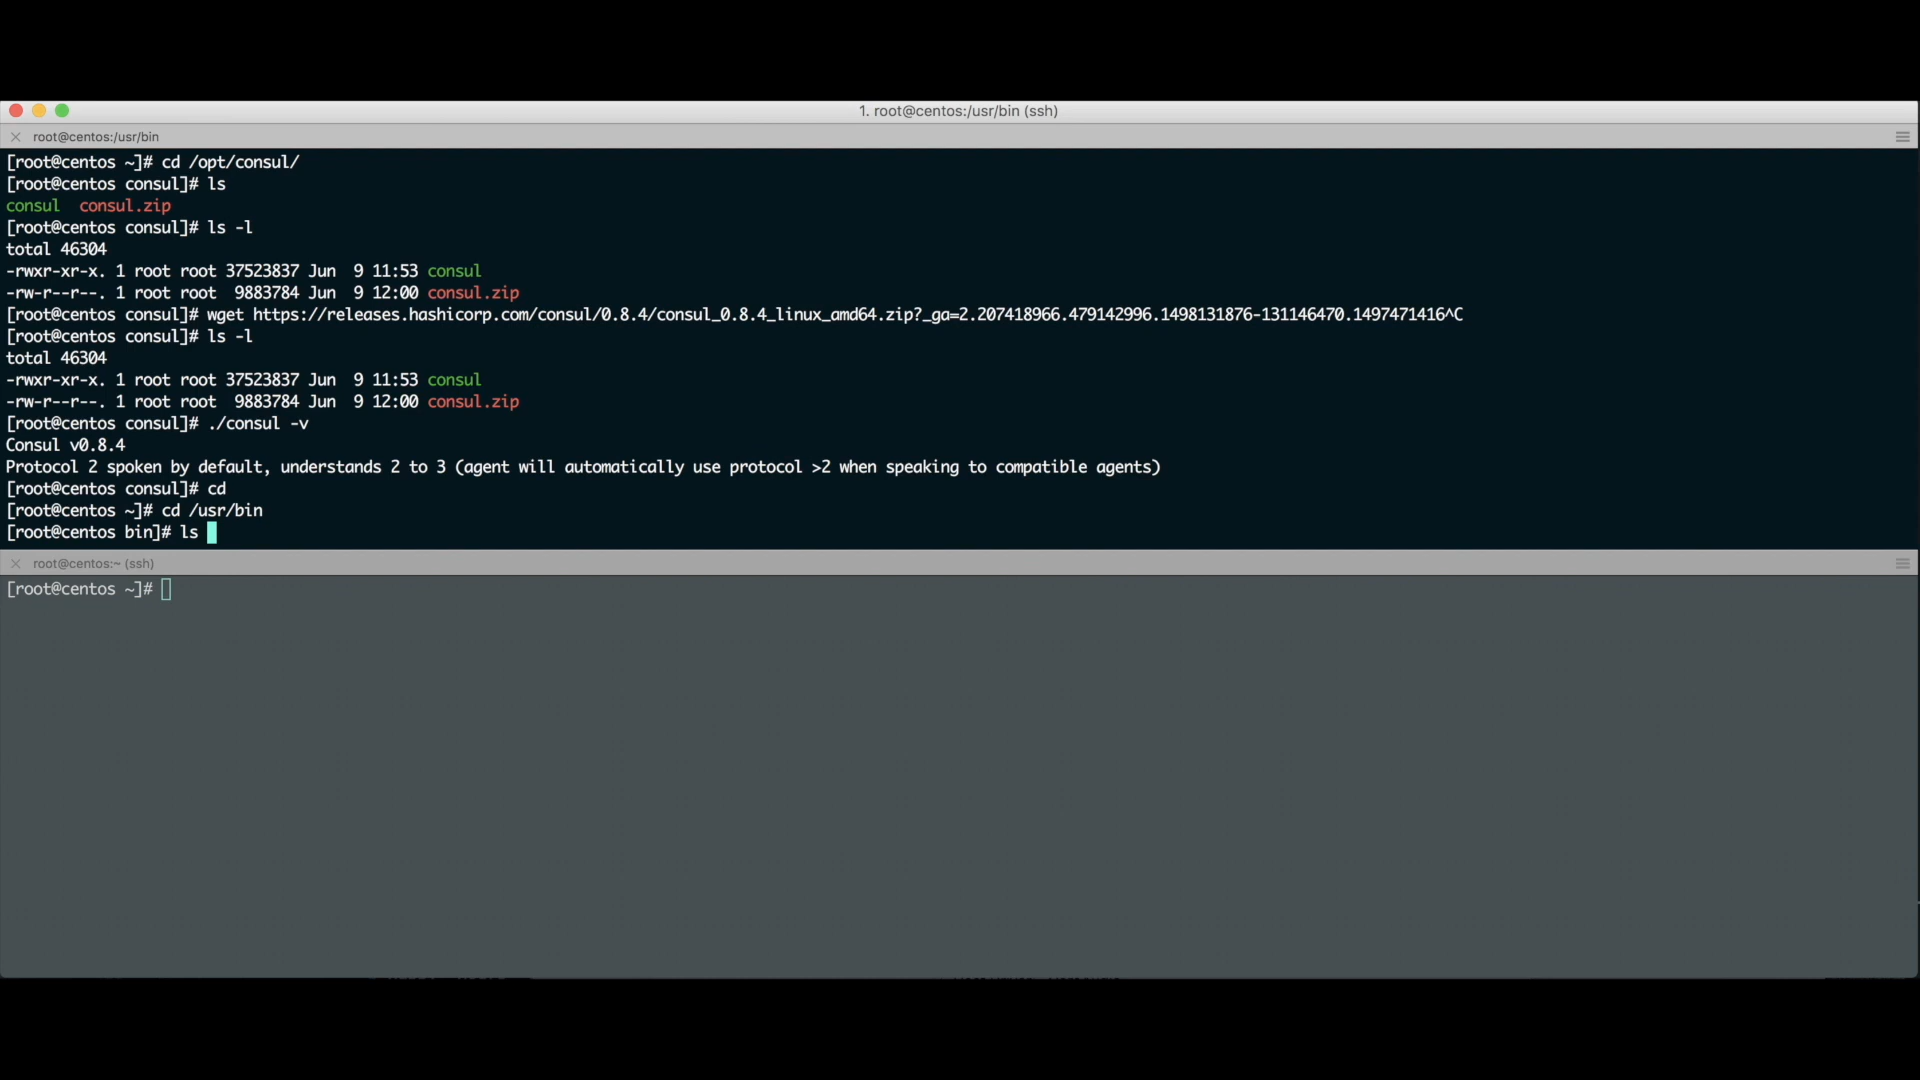 1. root@centos:/usr/bin (ssh)
root@centos:/usr/bin
[root@centos ~]# cd /opt/consul/
[root@centos consul]# ls
consul  consul.zip
[root@centos consul]# ls -l
total 46304
-rwxr-xr-x. 1 root root 37523837 Jun  9 11:53 consul
-rw-r--r--. 1 root root  9883784 Jun  9 12:00 consul.zip
[root@centos consul]# wget https://releases.hashicorp.com/consul/0.8.4/consul_0.8.4_linux_amd64.zip?_ga=2.207418966.479142996.1498131876-131146470.1497471416^C
[root@centos consul]# ls -l
total 46304
-rwxr-xr-x. 1 root root 37523837 Jun  9 11:53 consul
-rw-r--r--. 1 root root  9883784 Jun  9 12:00 consul.zip
[root@centos consul]# ./consul -v
Consul v0.8.4
Protocol 2 spoken by default, understands 2 to 3 (agent will automatically use protocol >2 when speaking to compatible agents)
[root@centos consul]# cd
[root@centos ~]# cd /usr/bin
[root@centos bin]# ls
root@centos:~ (ssh)
[root@centos ~]#